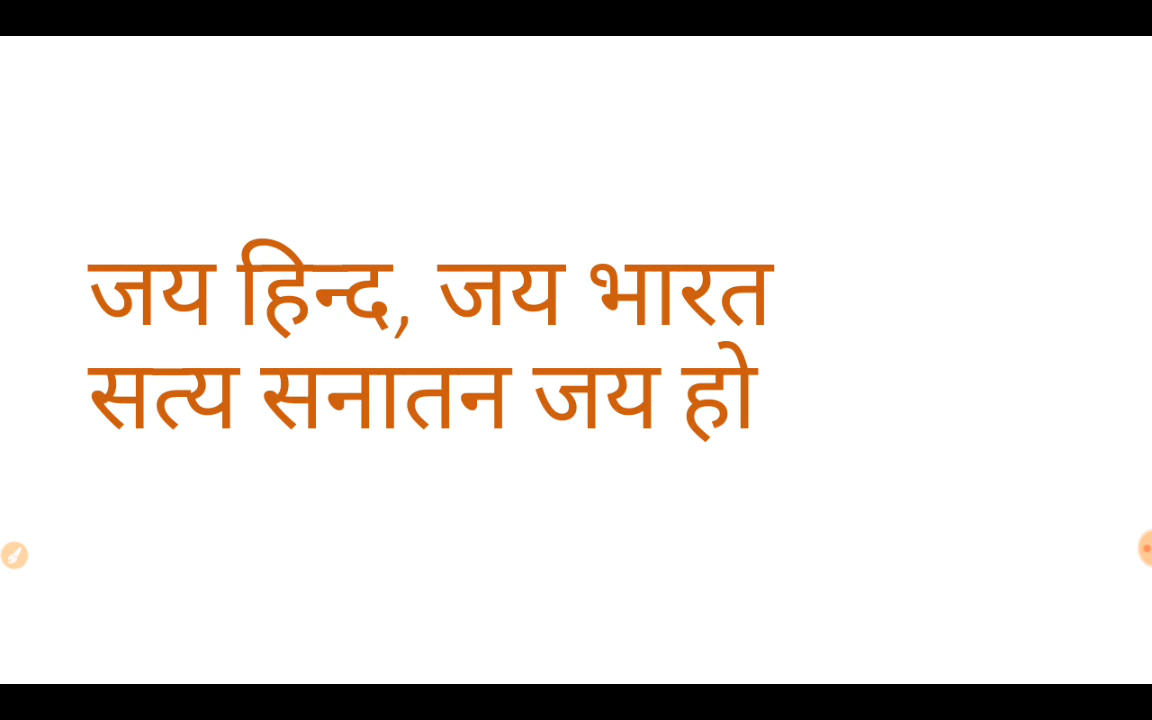 जय हिन्द, जय भारत
सत्य सनातन जय हो